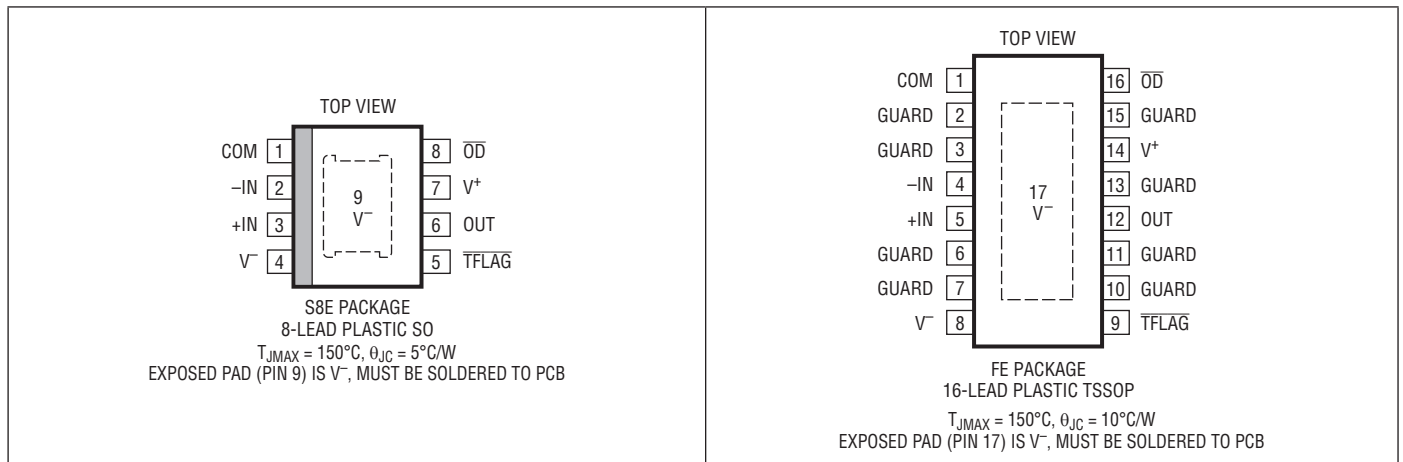 TOP VIEW
COM 1
–IN 2
+IN 3
V⁻ 4
8 O̅D̅
7 V⁺
6 OUT
5 T̅F̅L̅A̅G̅
9
V⁻
S8E PACKAGE
8-LEAD PLASTIC SO
TJMAX = 150°C, θJC = 5°C/W
EXPOSED PAD (PIN 9) IS V⁻, MUST BE SOLDERED TO PCB
TOP VIEW
COM 1
GUARD 2
GUARD 3
–IN 4
+IN 5
GUARD 6
GUARD 7
V⁻ 8
16 O̅D̅
15 GUARD
14 V⁺
13 GUARD
12 OUT
11 GUARD
10 GUARD
9 T̅F̅L̅A̅G̅
17
V⁻
FE PACKAGE
16-LEAD PLASTIC TSSOP
TJMAX = 150°C, θJC = 10°C/W
EXPOSED PAD (PIN 17) IS V⁻, MUST BE SOLDERED TO PCB